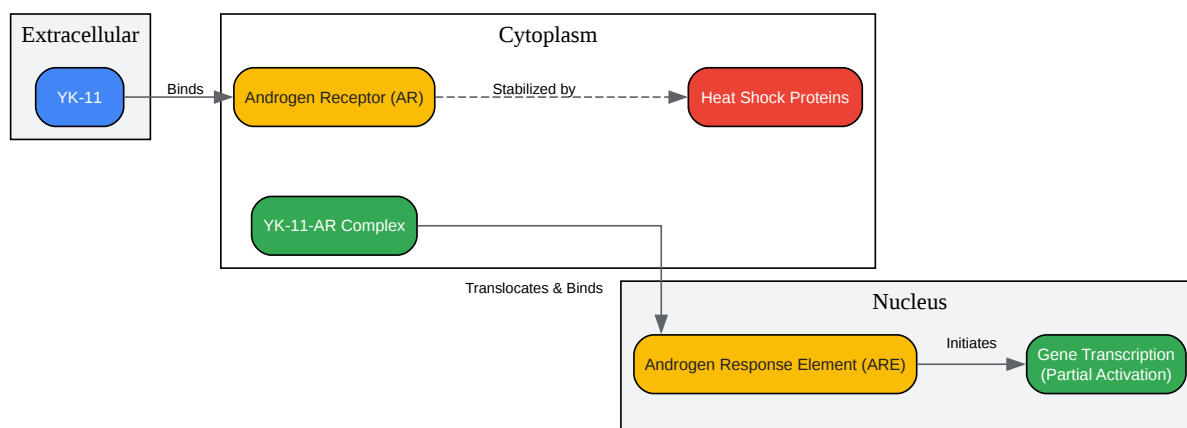 Extracellular
Cytoplasm
YK-11
Binds
Androgen Receptor (AR)
Stabilized by
Heat Shock Proteins
YK-11-AR Complex
Translocates & Binds
Nucleus
Androgen Response Element (ARE)
Initiates
Gene Transcription
(Partial Activation)